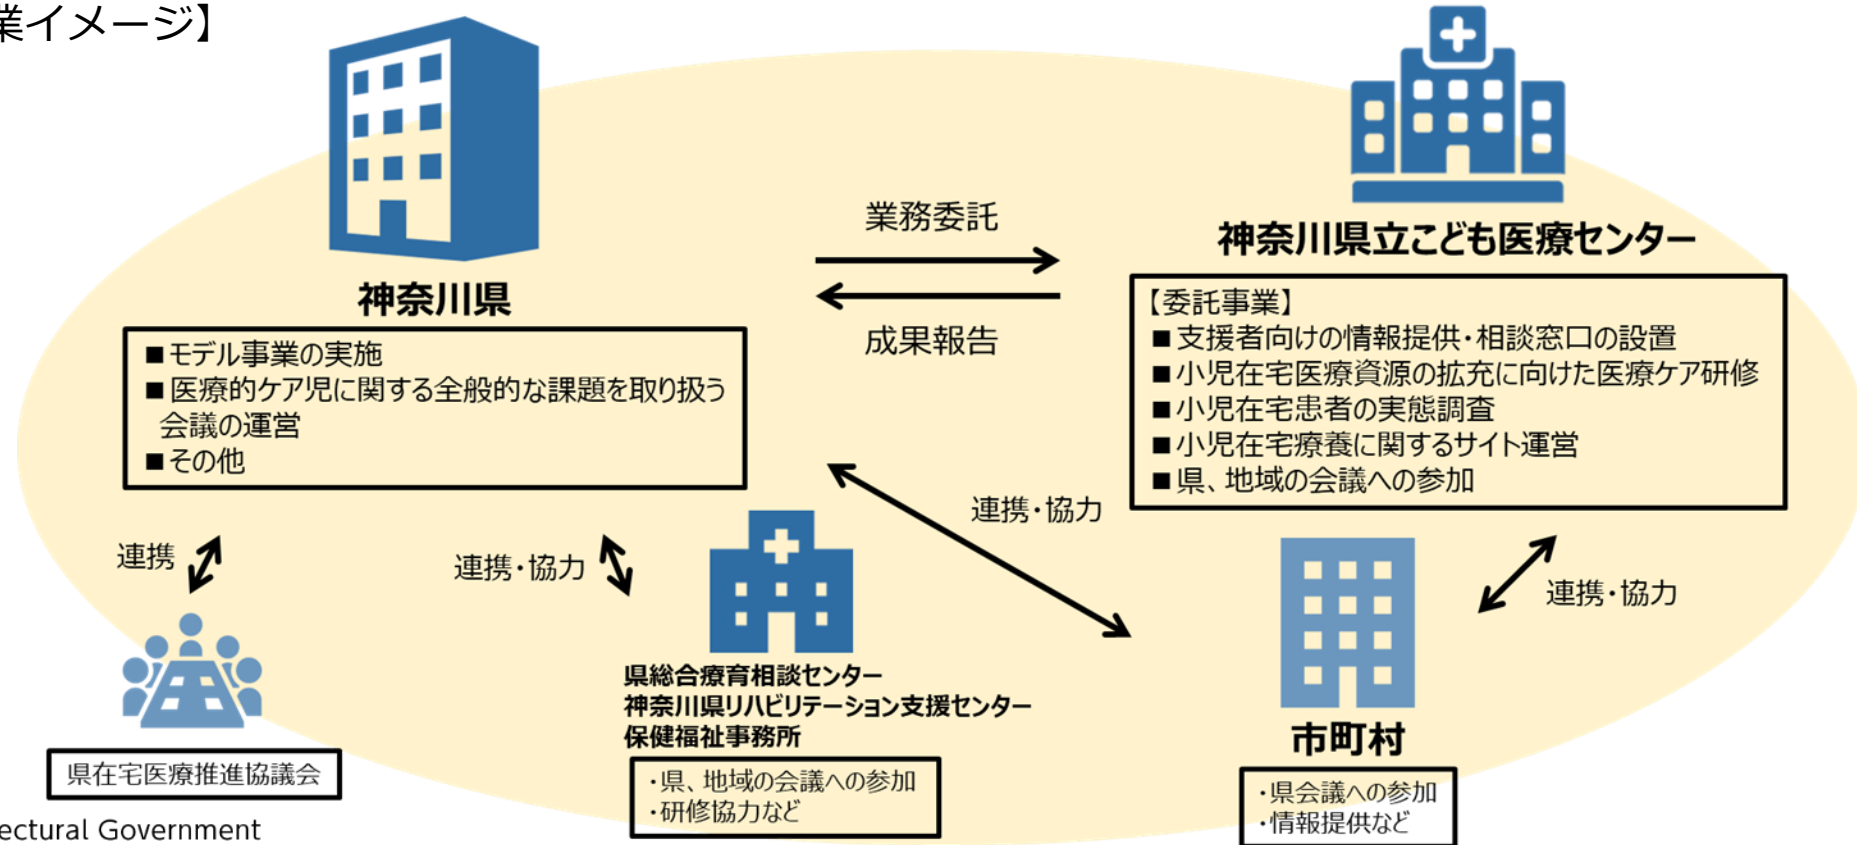 業イメージ】
神奈川県
■モデル事業の実施
■医療的ケア児に関する全般的な課題を取り扱う
会議の運営
■その他
業務委託
成果報告
神奈川県立こども医療センター
【委託事業】
■支援者向けの情報提供・相談窓口の設置
■小児在宅医療資源の拡充に向けた医療ケア研修
■小児在宅患者の実態調査
■小児在宅療養に関するサイト運営
■県、地域の会議への参加
連携
連携・協力
連携・協力
連携・協力
県在宅医療推進協議会
県総合療育相談センター
神奈川県リハビリテーション支援センター
保健福祉事務所
・県、地域の会議への参加
・研修協力など
市町村
・県会議への参加
・情報提供など
ectural Government